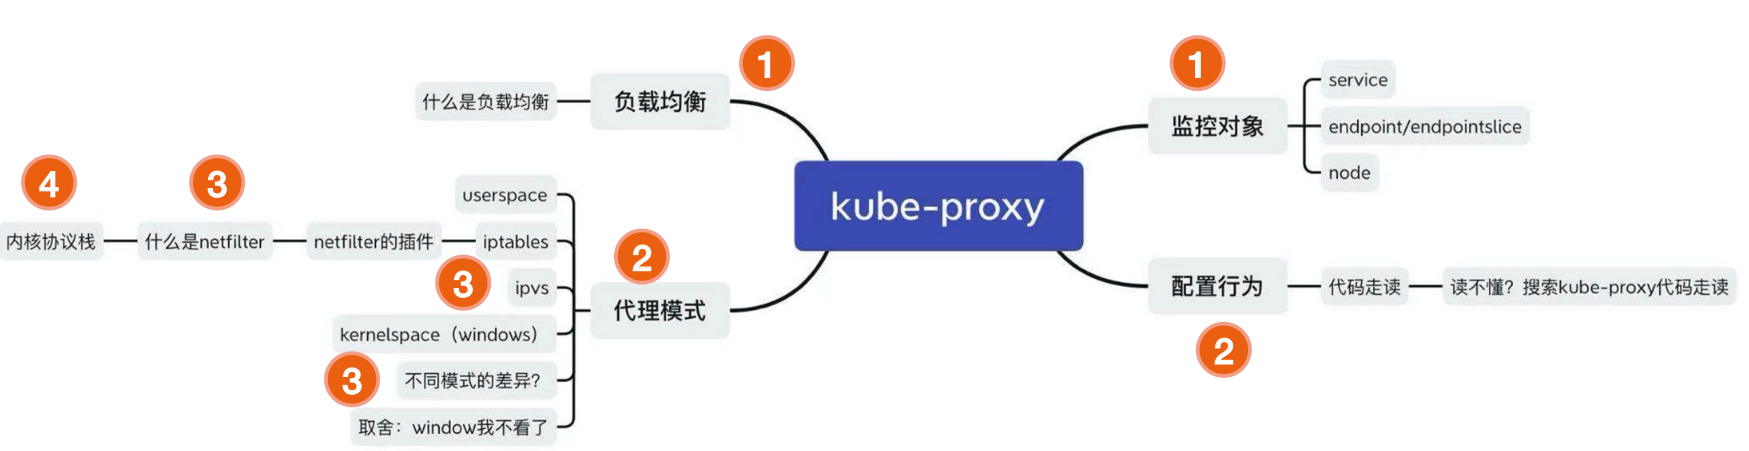 1
什么是负载均衡
负载均衡
4
3
userspace
内核协议栈
什么是netfilter
netfilter的插件
iptables
2
3
ipvs
代理模式
kernelspace（windows）
3
不同模式的差异？
取舍：window我不看了
kube-proxy
1
监控对象
service
endpoint/endpointslice
node
配置行为
代码走读
读不懂？搜索kube-proxy代码走读
2